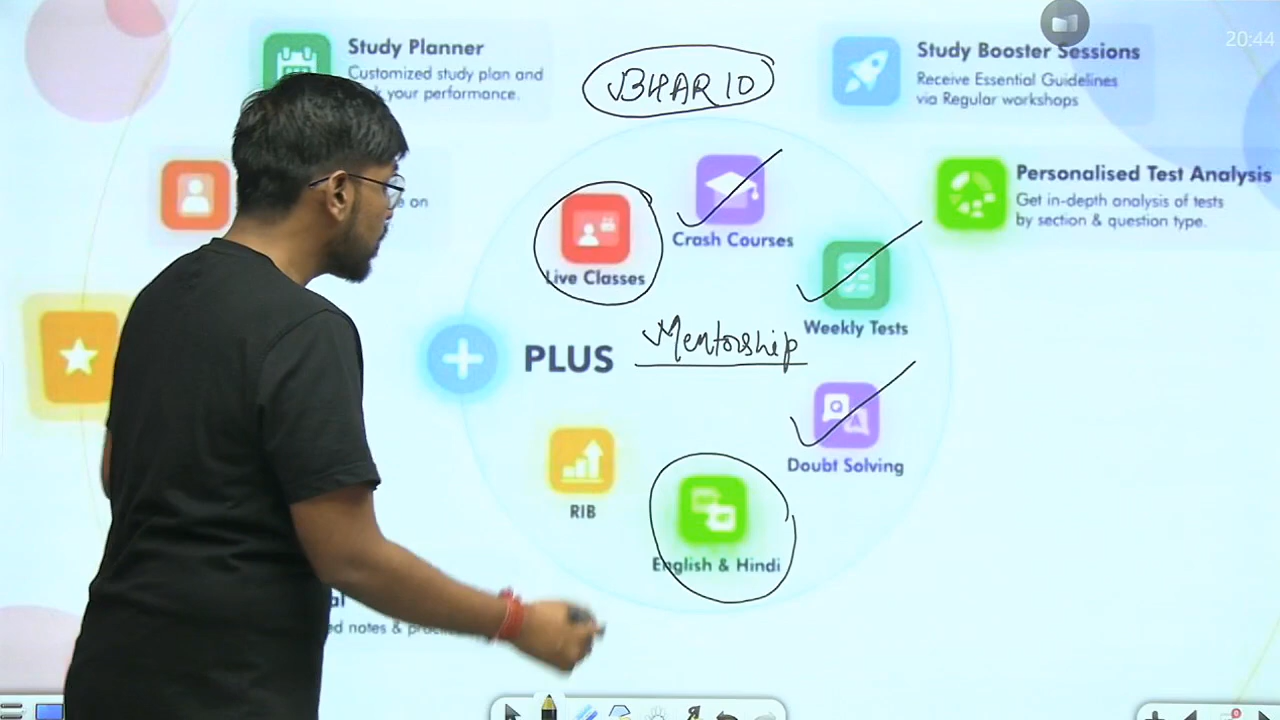 Study Planner
Customized study plan and
k your performance.
BHAR10
Study Booster Sessions
Receive Essential Guidelines
via Regular workshops
20:44
e on
Personalised Test Analysis
Get in-depth analysis of tests
by section & question type.
Crash Courses
Live Classes
Weekly Tests
PLUS
Mentorship
Doubt Solving
RIB
English & Hindi
al
ed notes &